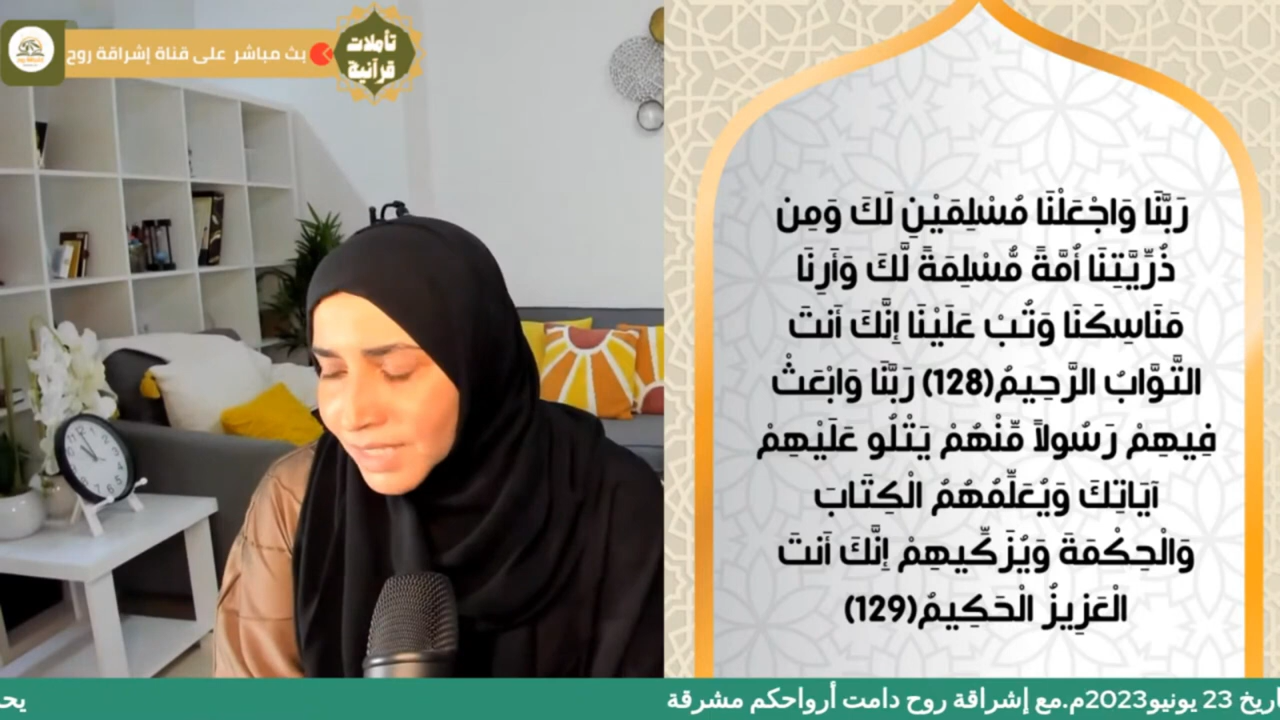 بث مباشر على قناة إشراقة روح
تأملات
قرآنية
رَبَّنَا وَاجْعَلْنَا مُسْلِمَيْنِ لَكَ وَمِن
ذُرِّيَّتِنَا أُمَّةً مُّسْلِمَةً لَّكَ وَأَرِنَا
مَنَاسِكَنَا وَتُبْ عَلَيْنَا إِنَّكَ أَنتَ
التَّوَّابُ الرَّحِيمُ(128) رَبَّنَا وَابْعَثْ
فِيهِمْ رَسُولاً مِّنْهُمْ يَتْلُو عَلَيْهِمْ
آيَاتِكَ وَيُعَلِّمُهُمُ الْكِتَابَ
وَالْحِكْمَةَ وَيُزَكِّيهِمْ إِنَّكَ أَنتَ
الْعَزِيزُ الْحَكِيمُ(129)
اريخ 23 يونيو2023م.مع إشراقة روح دامت أرواحكم مشرقة
يح